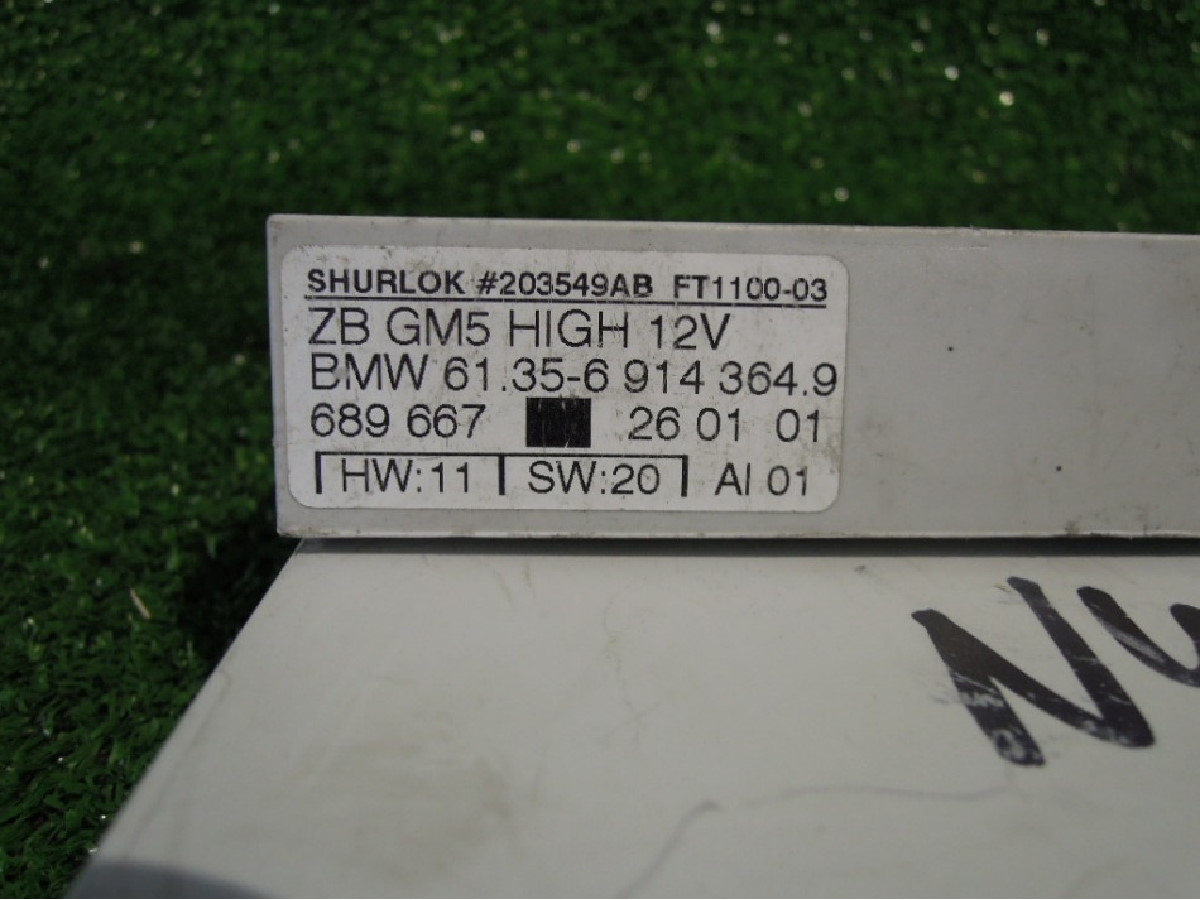 SHURLOK #203549AB FT1100-03
ZB GM5 HIGH 12V
BMW 61.35-6 914 364.9
689 667 26 01 01
HW:11 SW:20 AI 01